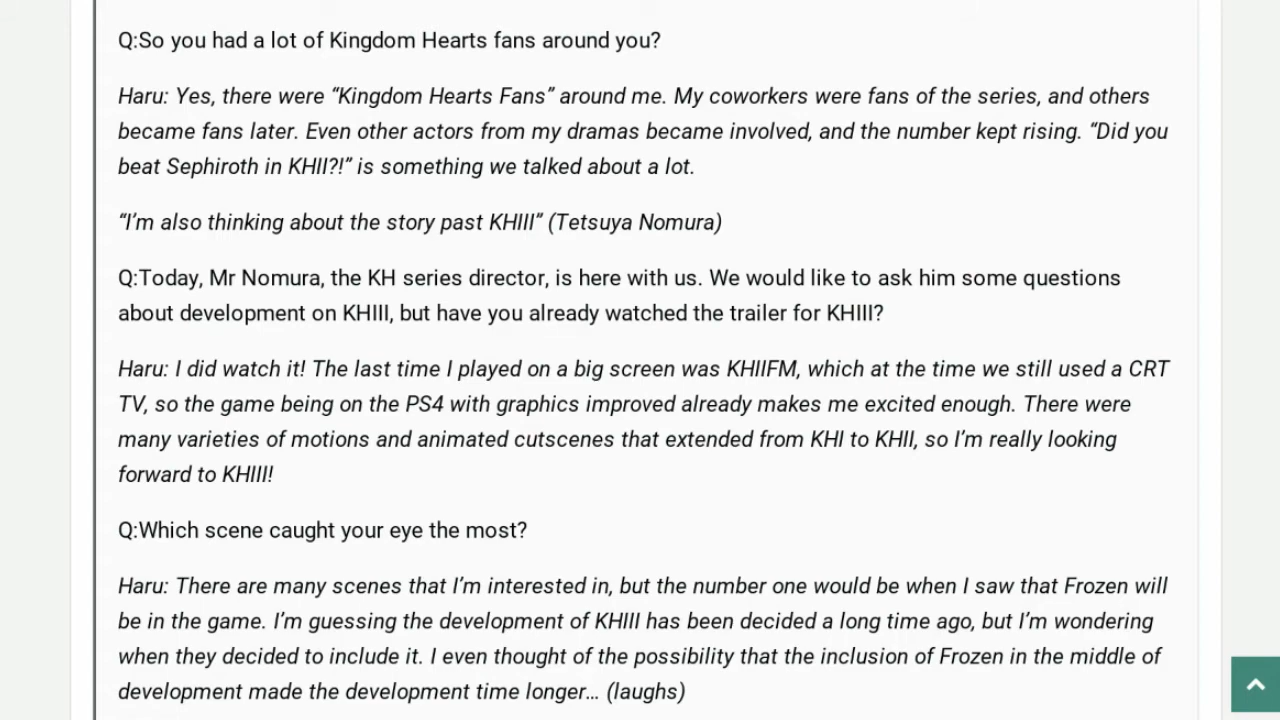 Q:So you had a lot of Kingdom Hearts fans around you?
Haru: Yes, there were “Kingdom Hearts Fans” around me. My coworkers were fans of the series, and others
became fans later. Even other actors from my dramas became involved, and the number kept rising. “Did you
beat Sephiroth in KHII?!” is something we talked about a lot.
“I’m also thinking about the story past KHIII” (Tetsuya Nomura)
Q:Today, Mr Nomura, the KH series director, is here with us. We would like to ask him some questions
about development on KHIII, but have you already watched the trailer for KHIII?
Haru: I did watch it! The last time I played on a big screen was KHIIFM, which at the time we still used a CRT
TV, so the game being on the PS4 with graphics improved already makes me excited enough. There were
many varieties of motions and animated cutscenes that extended from KHI to KHII, so I’m really looking
forward to KHIII!
Q:Which scene caught your eye the most?
Haru: There are many scenes that I’m interested in, but the number one would be when I saw that Frozen will
be in the game. I’m guessing the development of KHIII has been decided a long time ago, but I’m wondering
when they decided to include it. I even thought of the possibility that the inclusion of Frozen in the middle of
development made the development time longer… (laughs)